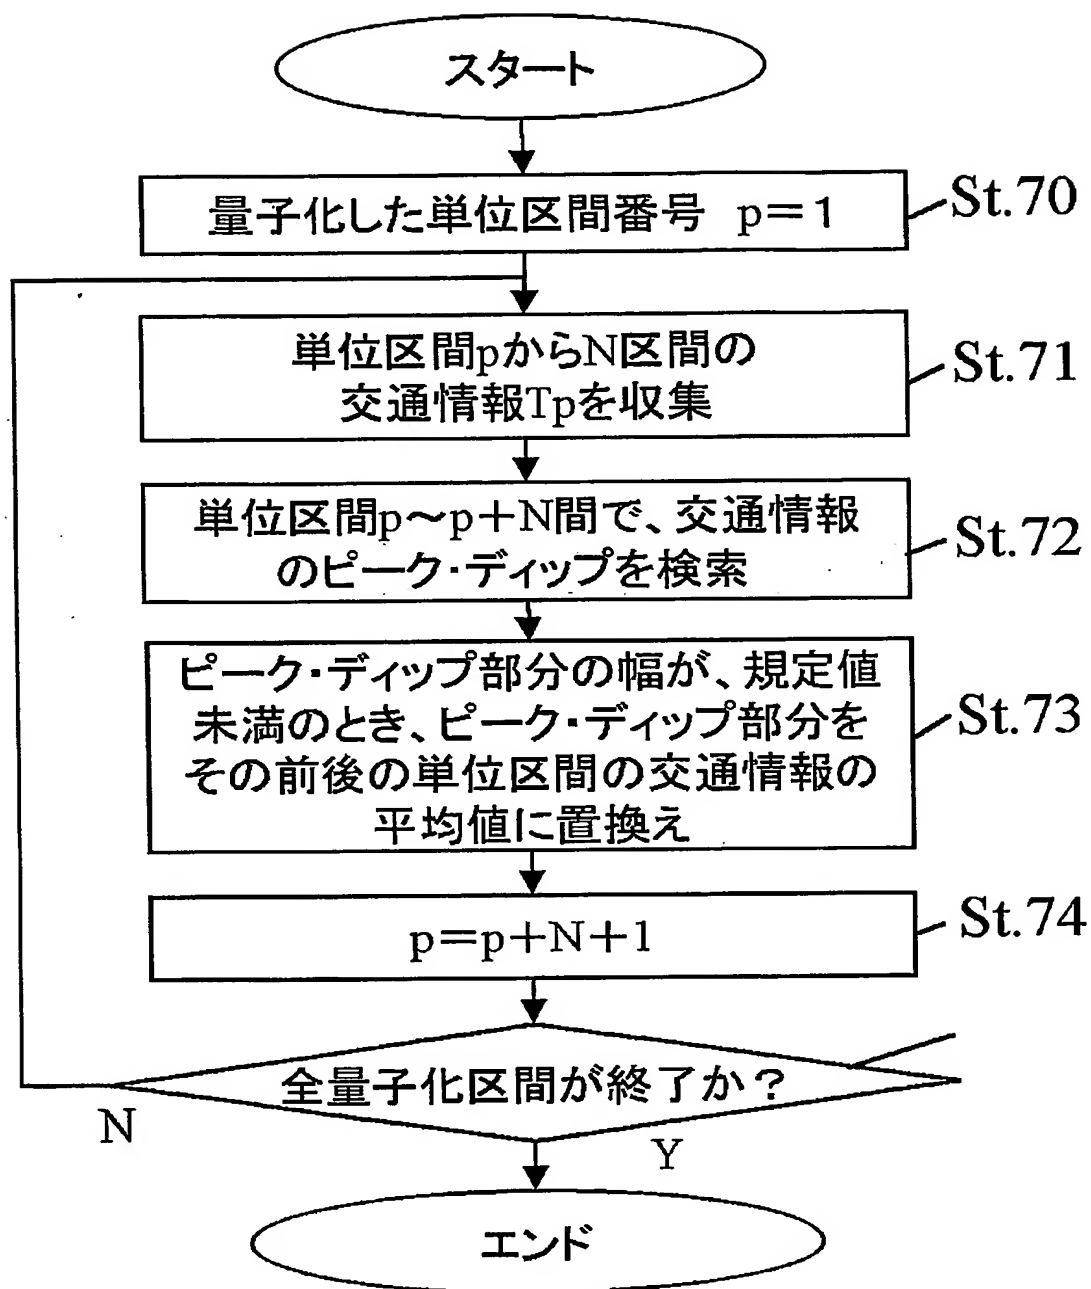 スタート
量子化した単位区間番号 p=1
St.70
単位区間pからN区間の
交通情報Tpを収集
St.71
単位区間p～p+N間で、交通情報
のピーク・ディップを検索
St.72
ピーク・ディップ部分の幅が、規定値
未満のとき、ピーク・ディップ部分を
その前後の単位区間の交通情報の
平均値に置換え
St.73
p=p+N+1
St.74
全量子化区間が終了か?
N
Y
エンド